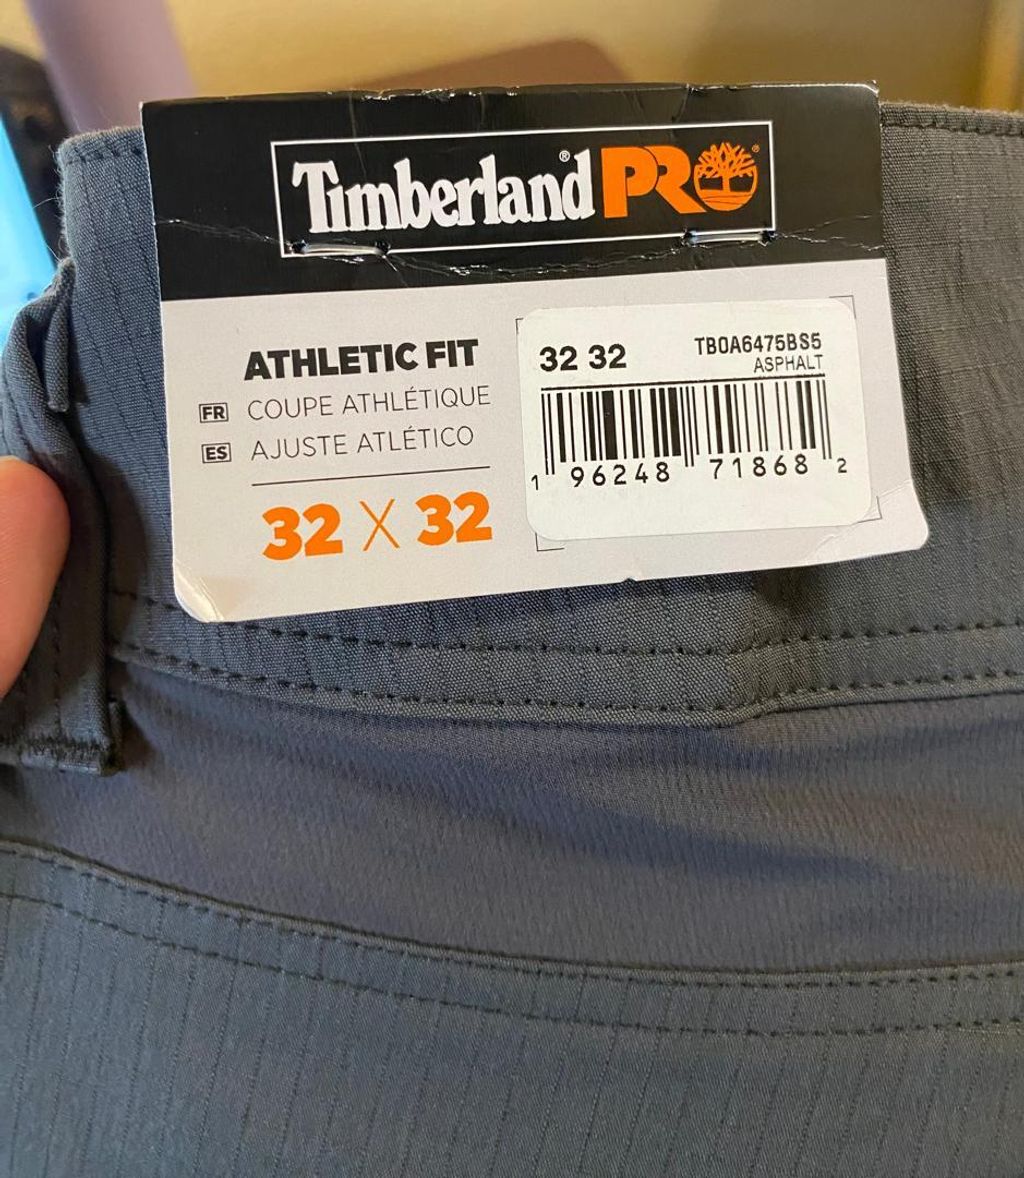 Timberland® PRO®
ATHLETIC FIT
FR COUPE ATHLÉTIQUE
ES AJUSTE ATLÉTICO
32 X 32
32 32 TB0A6475BS5
ASPHALT
1 96248 71868 2